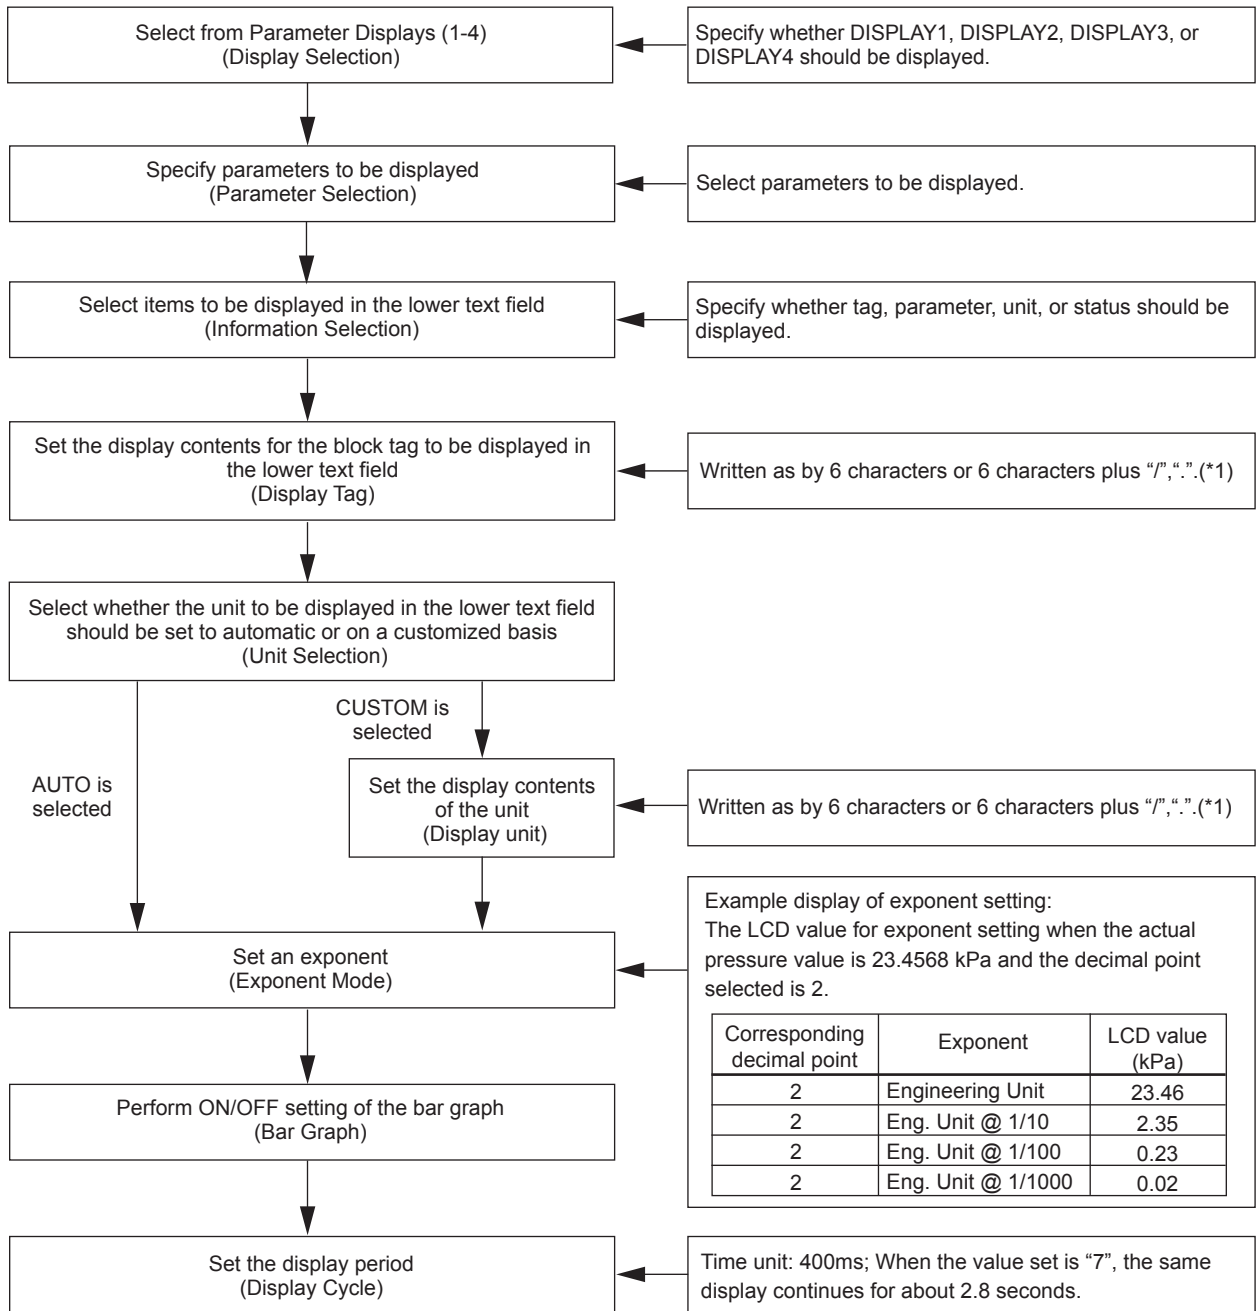 Select from Parameter Displays (1-4)
(Display Selection)
Specify whether DISPLAY1, DISPLAY2, DISPLAY3, or
DISPLAY4 should be displayed.
Specify parameters to be displayed
(Parameter Selection)
Select parameters to be displayed.
Select items to be displayed in the lower text field
(Information Selection)
Specify whether tag, parameter, unit, or status should be
displayed.
Set the display contents for the block tag to be displayed in
the lower text field
(Display Tag)
Written as by 6 characters or 6 characters plus “/”,“.”.(*1)
Select whether the unit to be displayed in the lower text field
should be set to automatic or on a customized basis
(Unit Selection)
AUTO is
selected
CUSTOM is
selected
Set the display contents
of the unit
(Display unit)
Written as by 6 characters or 6 characters plus “/”,“.”.(*1)
Set an exponent
(Exponent Mode)
Example display of exponent setting:
The LCD value for exponent setting when the actual
pressure value is 23.4568 kPa and the decimal point
selected is 2.
Corresponding decimal point Exponent LCD value (kPa)
2 Engineering Unit 23.46
2 Eng. Unit @ 1/10 2.35
2 Eng. Unit @ 1/100 0.23
2 Eng. Unit @ 1/1000 0.02
Perform ON/OFF setting of the bar graph
(Bar Graph)
Set the display period
(Display Cycle)
Time unit: 400ms; When the value set is “7”, the same
display continues for about 2.8 seconds.